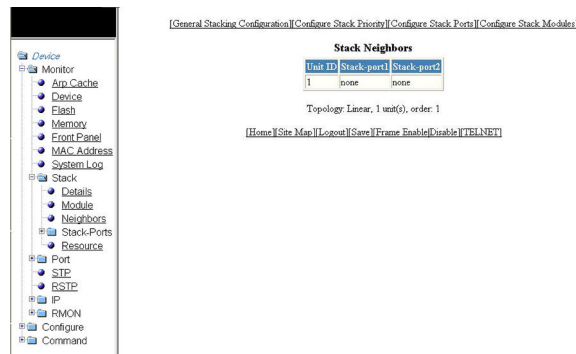 Device
Monitor
Arp Cache
Device
Flash
Memory
Front Panel
MAC Address
System Log
Stack
Details
Module
Neighbors
Stack-Ports
Resource
Port
STP
RSTP
IP
RMON
Configure
Command
[General Stacking Configuration][Configure Stack Priority][Configure Stack Ports][Configure Stack Modules
Stack Neighbors
Unit ID Stack-port1 Stack-port2
1 none none
Topology: Linear, 1 unit(s), order: 1
[Home][Site Map][Logout][Save][Frame Enable|Disable][TELNET]